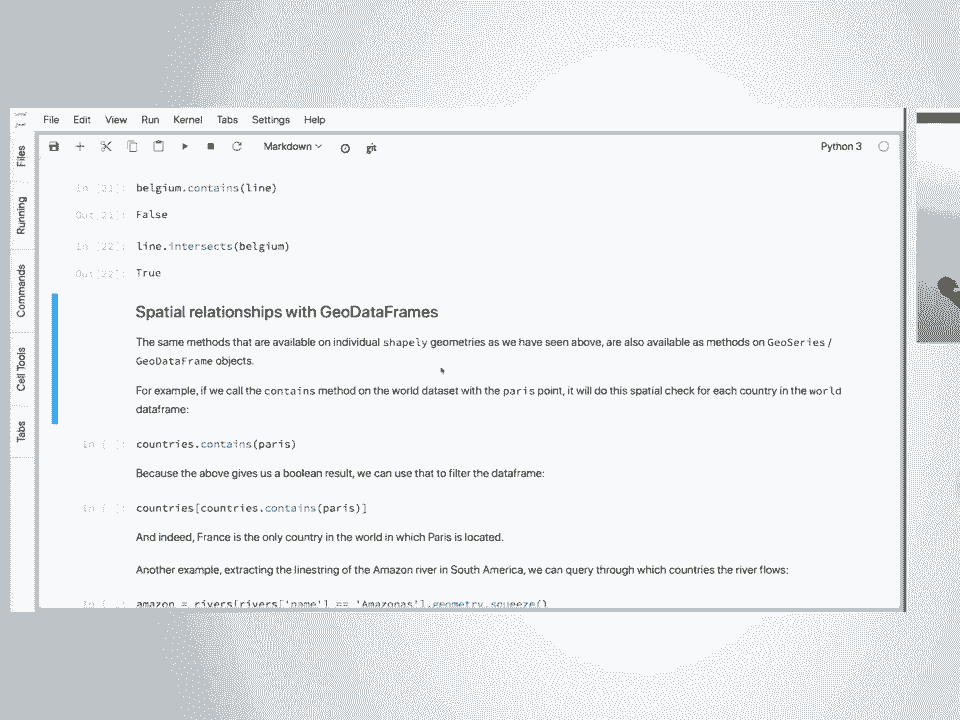 File Edit View Run Kernel Tabs Settings Help
Files
Running
Commands
Cell Tools
Tabs
Markdown
git
Python 3
In [21]: belgium.contains(line)
Out[21]: False
In [22]: line.intersects(belgium)
Out[22]: True
Spatial relationships with GeoDataFrames
The same methods that are available on individual shapely geometries as we have seen above, are also available as methods on GeoSeries /
GeoDataFrame objects.
For example, if we call the contains method on the world dataset with the paris point, it will do this spatial check for each country in the world
dataframe:
In [ ]: countries.contains(paris)
Because the above gives us a boolean result, we can use that to filter the dataframe:
In [ ]: countries[countries.contains(paris)]
And indeed, France is the only country in the world in which Paris is located.
Another example, extracting the linestring of the Amazon river in South America, we can query through which countries the river flows:
In [ ]: amazon = rivers[rivers['name'] == 'Amazonas'].geometry.squeeze()